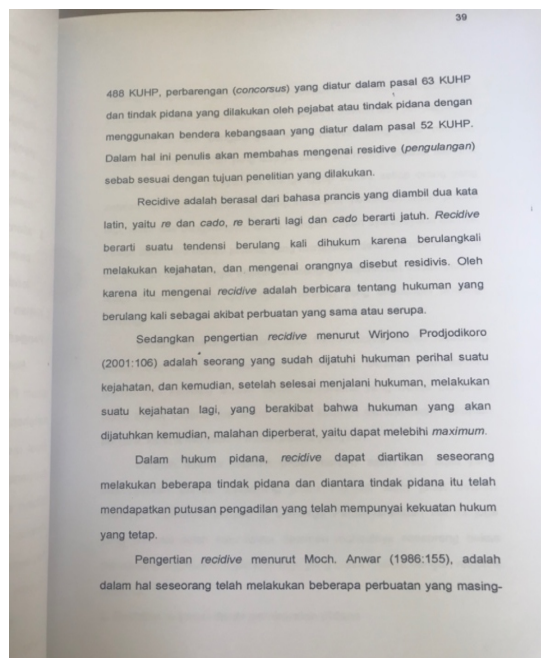 39
488 KUHP, perbarengan (concorsus) yang diatur dalam pasal 63 KUHP
dan tindak pidana yang dilakukan oleh pejabat atau tindak pidana dengan
menggunakan bendera kebangsaan yang diatur dalam pasal 52 KUHP.
Dalam hal ini penulis akan membahas mengenai residive (pengulangan)
sebab sesuai dengan tujuan penelitian yang dilakukan.
Recidive adalah berasal dari bahasa prancis yang diambil dua kata
latin, yaitu re dan cado, re berarti lagi dan cado berarti jatuh. Recidive
berarti suatu tendensi berulang kali dihukum karena berulangkali
melakukan kejahatan, dan mengenai orangnya disebut residivis. Oleh
karena itu mengenai recidive adalah berbicara tentang hukuman yang
berulang kali sebagai akibat perbuatan yang sama atau serupa.
Sedangkan pengertian recidive menurut Wirjono Prodjodikoro
(2001:106) adalah seorang yang sudah dijatuhi hukuman perihal suatu
kejahatan, dan kemudian, setelah selesai menjalani hukuman, melakukan
suatu kejahatan lagi, yang berakibat bahwa hukuman yang akan
dijatuhkan kemudian, malahan diperberat, yaitu dapat melebihi maximum.
Dalam hukum pidana, recidive dapat diartikan seseorang
melakukan beberapa tindak pidana dan diantara tindak pidana itu telah
mendapatkan putusan pengadilan yang telah mempunyai kekuatan hukum
yang tetap.
Pengertian recidive menurut Moch. Anwar (1986:155), adalah
dalam hal seseorang telah melakukan beberapa perbuatan yang masing-